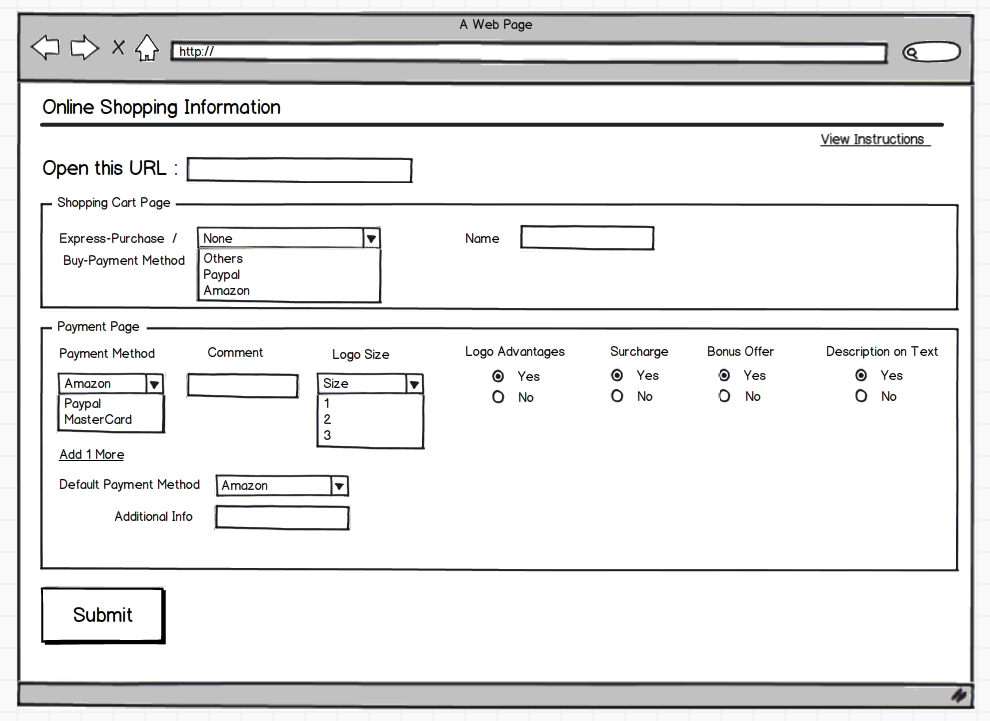 A Web Page
http://
Online Shopping Information
View Instructions
Open this URL :
Shopping Cart Page
Express-Purchase / None Name
Buy-Payment Method Others
Paypal
Amazon
Payment Page
Payment Method Comment Logo Size Logo Advantages Surcharge Bonus Offer Description on Text
Amazon Size Yes Yes Yes Yes
Paypal 1 No No No No
MasterCard 2
3
Add 1 More
Default Payment Method Amazon
Additional Info
Submit